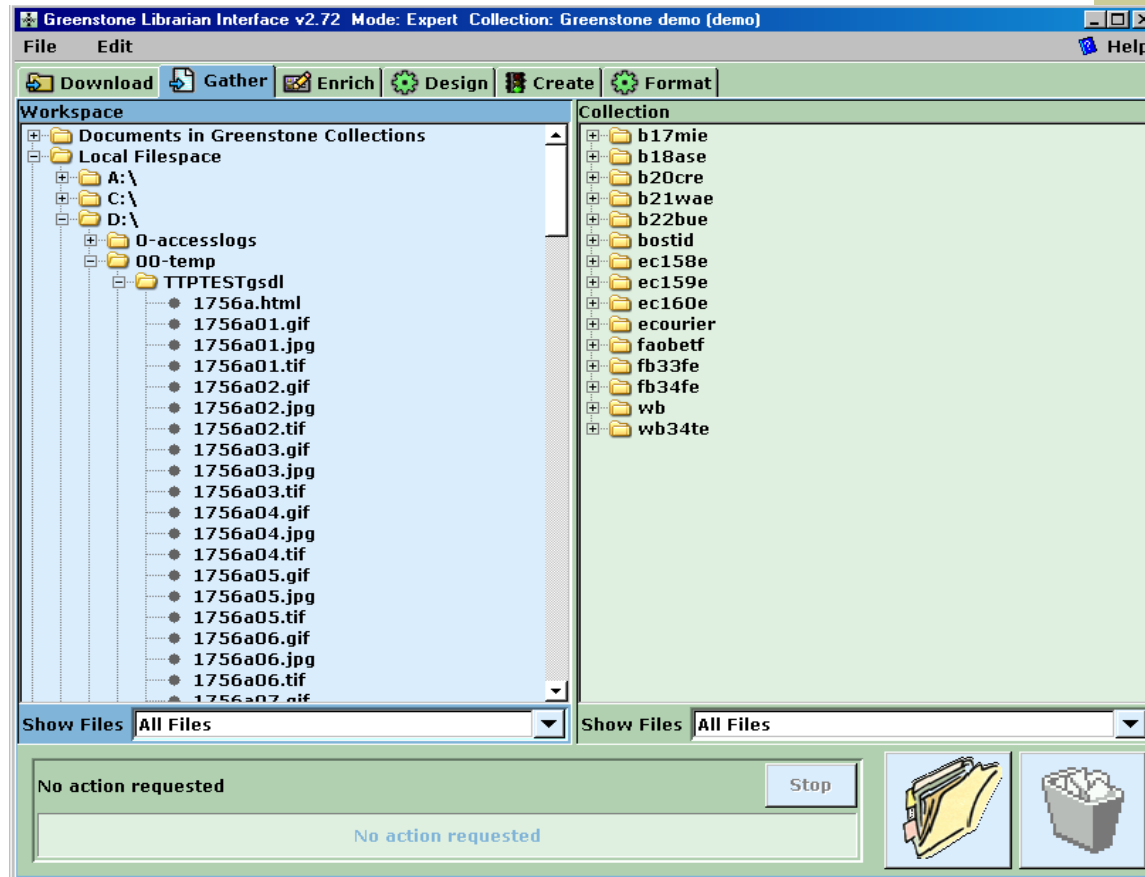 Greenstone Librarian Interface v2.72 Mode: Expert Collection: Greenstone demo (demo)
File Edit Help
Download Gather Enrich Design Create Format
Workspace
Documents in Greenstone Collections
Local Filespace
A:\
C:\
D:\
0-accesslogs
00-temp
TTPTESTgsdl
1756a.html
1756a01.gif
1756a01.jpg
1756a01.tif
1756a02.gif
1756a02.jpg
1756a02.tif
1756a03.gif
1756a03.jpg
1756a03.tif
1756a04.gif
1756a04.jpg
1756a04.tif
1756a05.gif
1756a05.jpg
1756a05.tif
1756a06.gif
1756a06.jpg
1756a06.tif
1756a07.gif
Show Files All Files
Collection
b17mie
b18ase
b20cre
b21wae
b22bue
bostid
ec158e
ec159e
ec160e
ecourier
faobetf
fb33fe
fb34fe
wb
wb34te
Show Files All Files
No action requested
Stop
No action requested